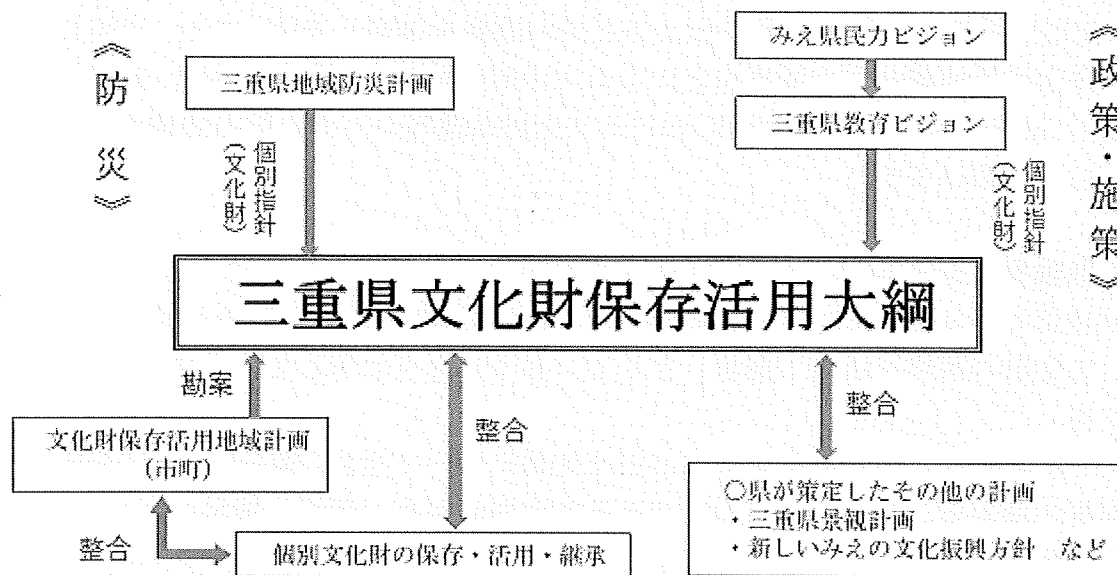 《防災》
三重県地域防災計画
個別指針
(文化財)
みえ県民力ビジョン
三重県教育ビジョン
個別指針
(文化財)
《政策・施策》
三重県文化財保存活用大綱
勘案
整合
整合
文化財保存活用地域計画
(市町)
整合
個別文化財の保存・活用・継承
○県が策定したその他の計画
・三重県景観計画
・新しいみえの文化振興方針 など